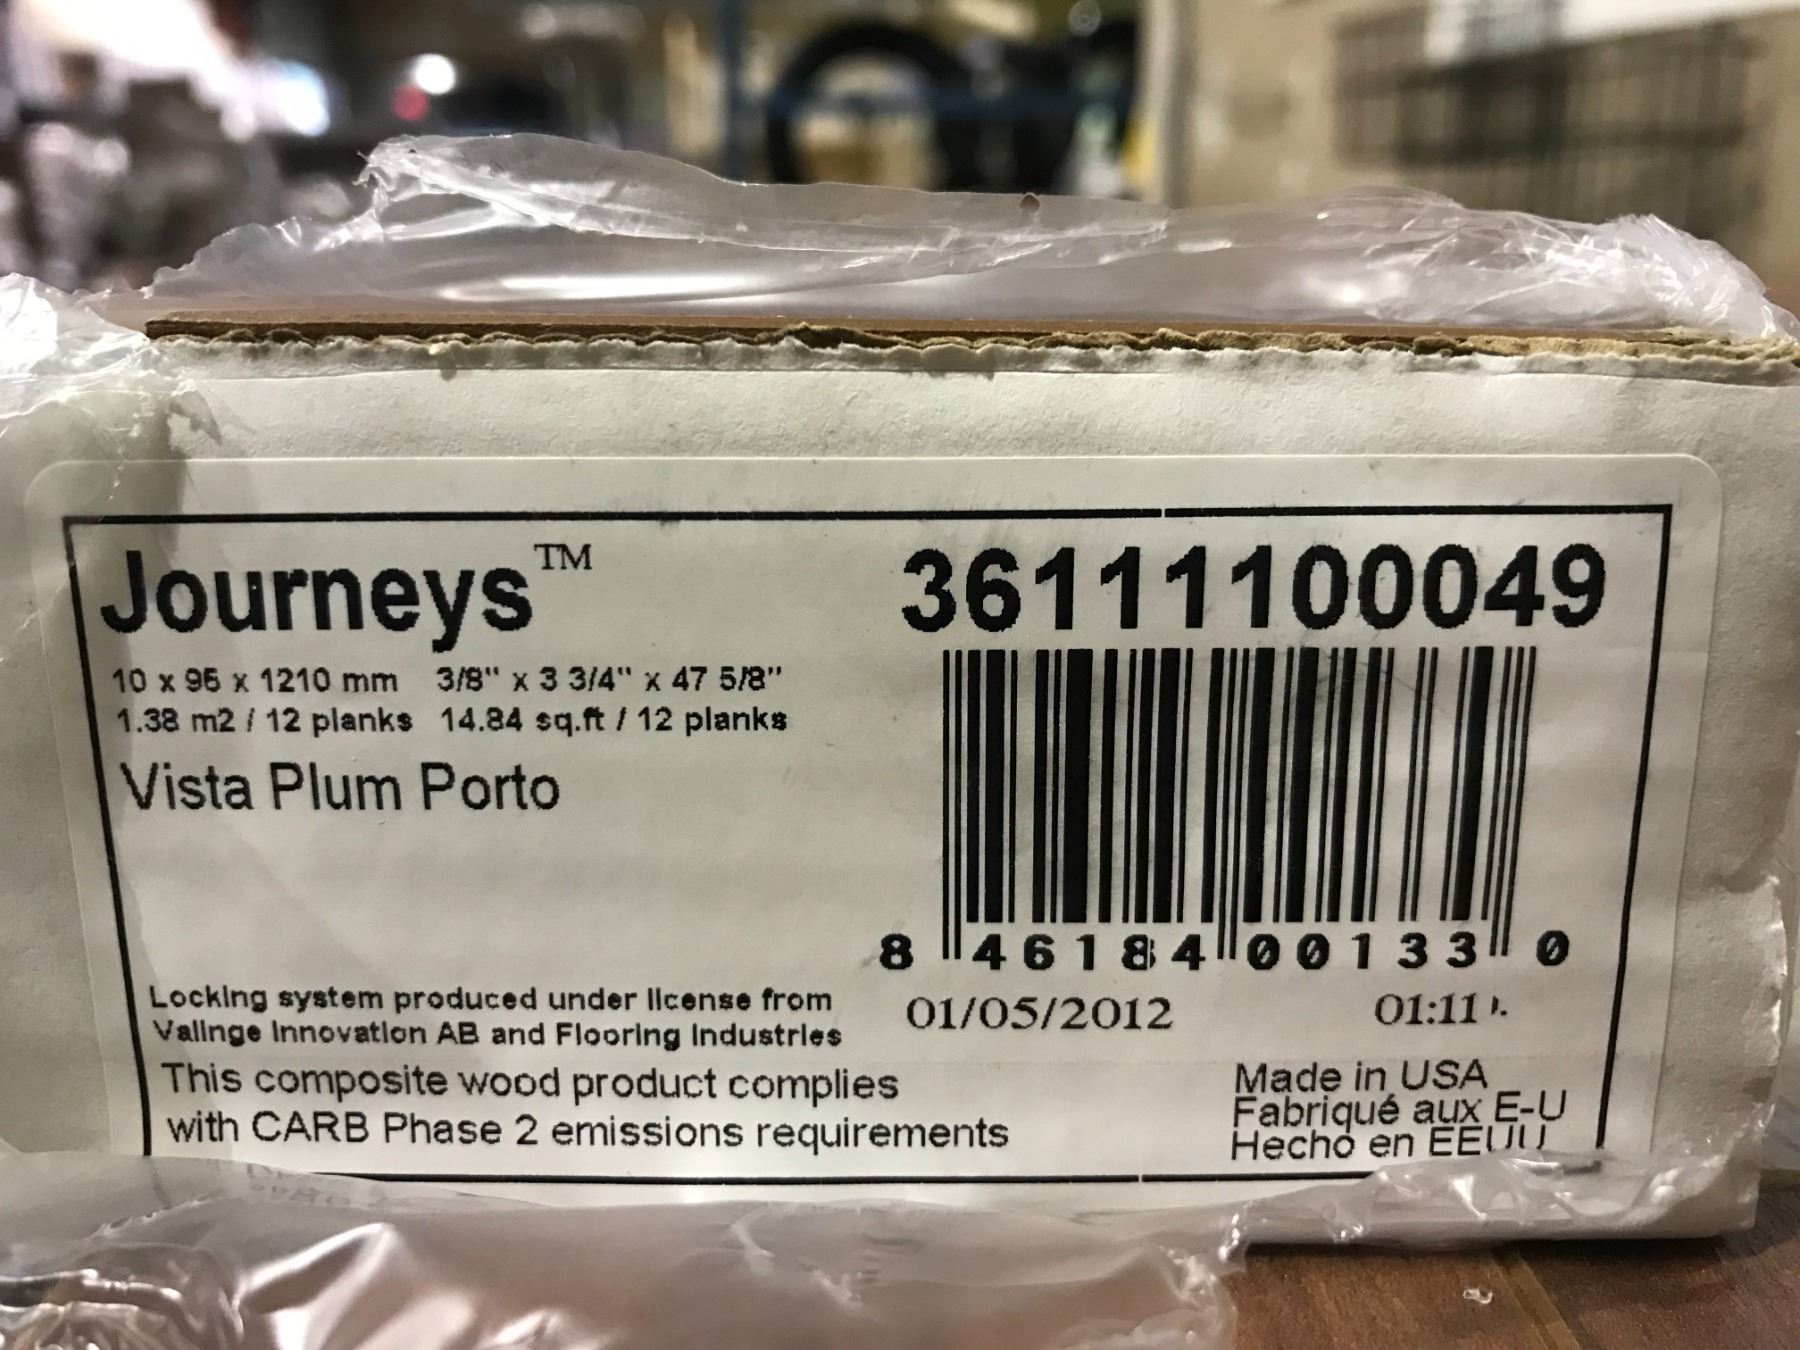 Journeys™
36111100049
10 x 95 x 1210 mm 3/8" x 3 3/4" x 47 5/8"
1.38 m2 / 12 planks 14.84 sq.ft / 12 planks
Vista Plum Porto
8 46184 00133 0
01/05/2012 01:11
Locking system produced under license from
Valinge Innovation AB and Flooring Industries
This composite wood product complies
with CARB Phase 2 emissions requirements
Made in USA
Fabriqué aux E-U
Hecho en EEUU